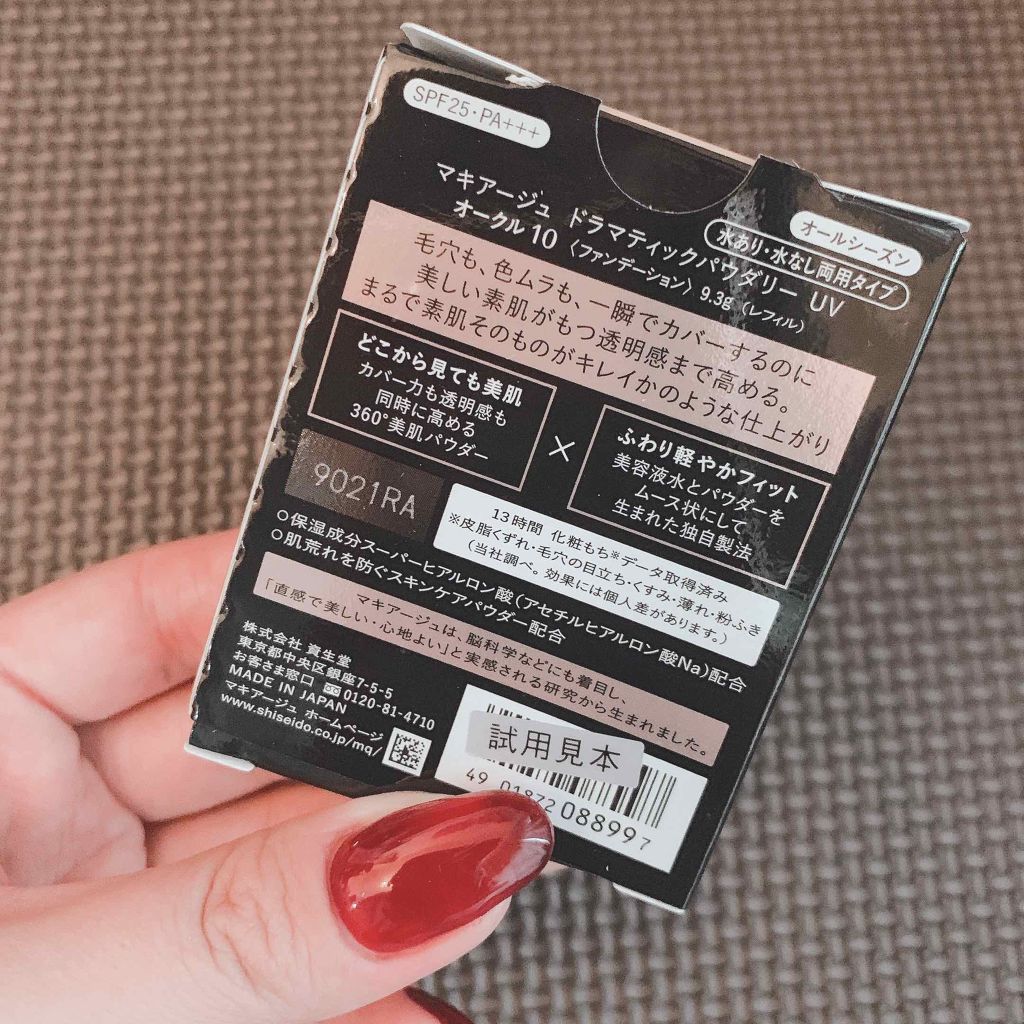 SPF25・PA+++
オールシーズン
水あり・水なし両用タイプ
マキアージュ ドラマティックパウダリー UV
オークル10〈ファンデーション〉9.3g〈レフィル〉
毛穴も、色ムラも、一瞬でカバーするのに
美しい素肌がもつ透明感まで高める。
まるで素肌そのものがキレイかのような仕上がり
どこから見ても美肌
カバー力も透明感も
同時に高める
360°美肌パウダー
×
ふわり軽やかフィット
美容液水とパウダーを
ムース状にして
生まれた独自製法
9021RA
13時間 化粧もち※データ取得済み
※皮脂くずれ・毛穴の目立ち・くすみ・薄れ・粉ふき
(当社調べ。効果には個人差があります。)
○保湿成分スーパーヒアルロン酸(アセチルヒアルロン酸Na)配合
○肌荒れを防ぐスキンケアパウダー配合
マキアージュは、脳科学などにも着目し、
「直感で美しい・心地よい」と実感される研究から生まれました。
株式会社 資生堂
東京都中央区銀座7-5-5
お客さま窓口 0120-81-4710
MADE IN JAPAN
マキアージュ ホームページ
www.shiseido.co.jp/mq/
試用見本
49 01872 08899 7